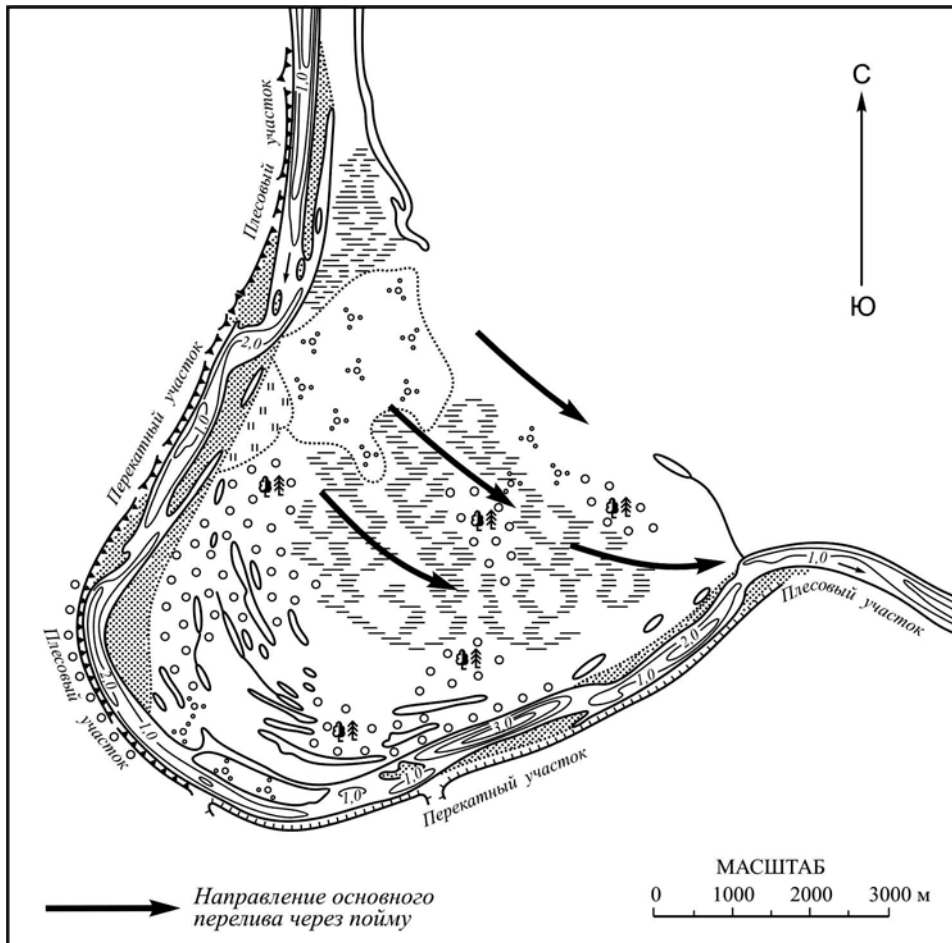 С
Ю
1,0
Плесовый участок
2,0
Перекатный участок
1,0
1,0
Плесовый участок
2,0
1,0
2,0
1,0
Плесовый участок
3,0
1,0
1,0
Перекатный участок
Направление основного
перелива через пойму
МАСШТАБ
0 1000 2000 3000 м